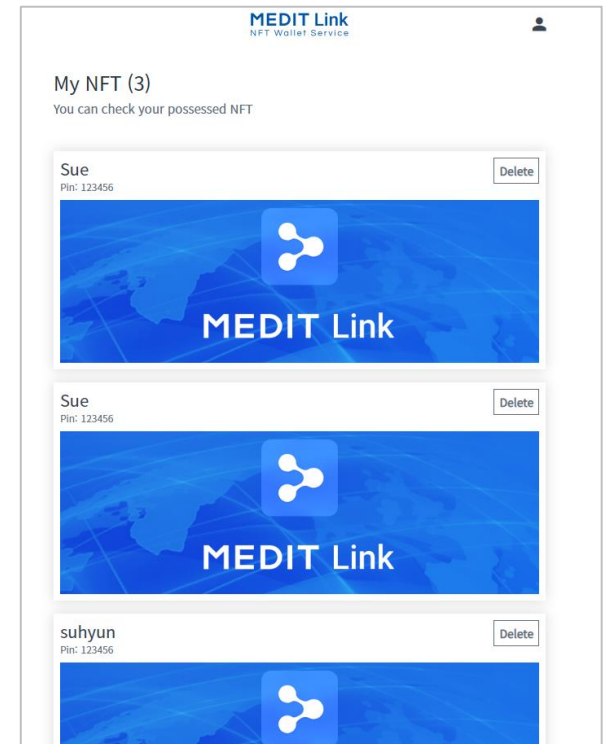 MEDIT Link
NFT Wallet Service
My NFT (3)
You can check your possessed NFT
Sue
Delete
Pin: 123456
MEDIT Link
Sue
Delete
Pin: 123456
MEDIT Link
suhyun
Delete
Pin: 123456